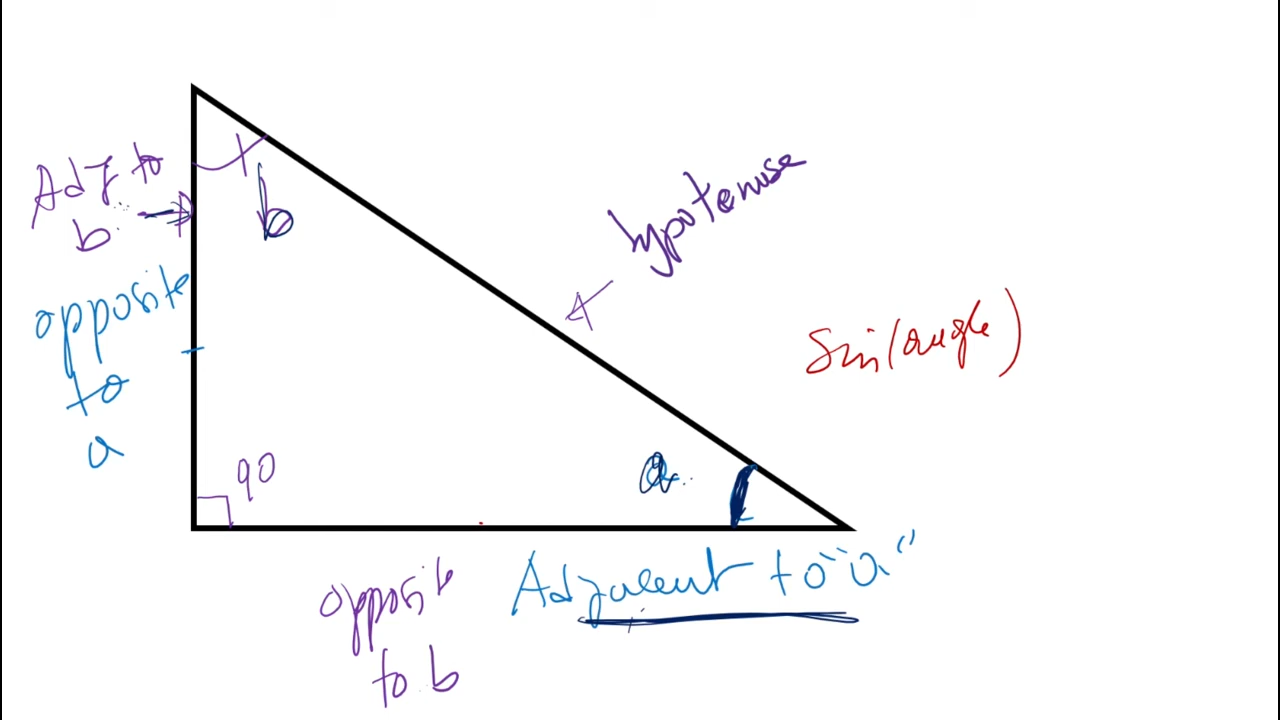 Adj to
b
opposite
to
a
b
hypotenuse
Sin(angle)
90
a
opposite
to b
Adjacent to "a"